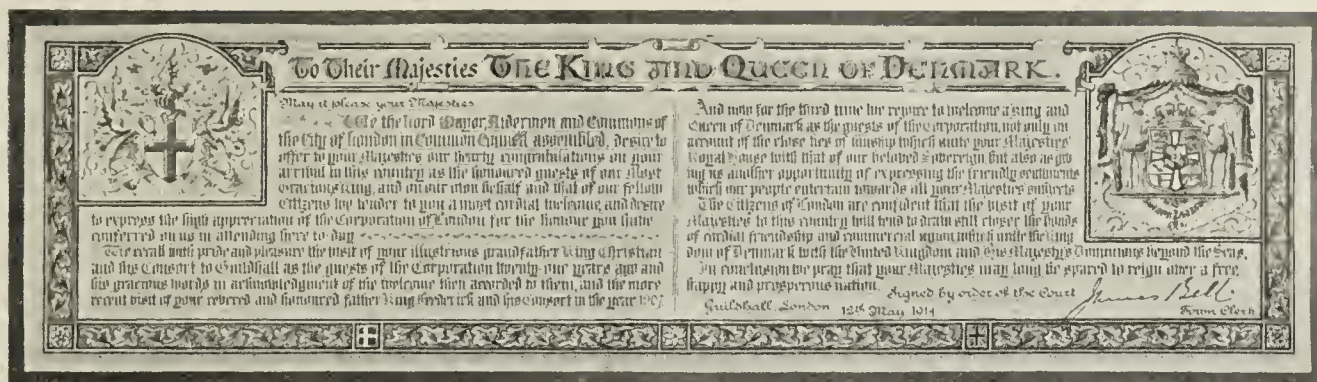 To Their Majesties THE KING AND QUEEN OF DENMARK.
May it please your Majesties
We the Lord Mayor, Aldermen and Commons of
the City of London in Common Council assembled, desire to
offer to your Majesties our hearty congratulations on your
arrival in this country as the honoured guests of our Most
Gracious King, and on our own behalf and that of our fellow
Citizens we tender to you a most cordial welcome, and desire
to express the high appreciation of the Corporation of London for the honour you have
conferred on us in attending here to-day
We recall with pride and pleasure the visit of your illustrious grandfather King Christian
and his Consort to Guildhall as the guests of the Corporation twenty-one years ago and
his gracious words in acknowledgment of the welcome then accorded to them, and the more
recent visit of your revered and honoured father King Frederick and his Consort in the year 1907
And now for the third time we rejoice to welcome a King and
Queen of Denmark as the guests of the Corporation, not only on
account of the close ties of kinship which unite your Majesties'
Royal House with that of our beloved Sovereign but also as giv
ing us another opportunity of expressing the friendly sentiments
which our people entertain towards all your Majesties subjects
The Citizens of London are confident that the visit of your
Majesties to this country will tend to draw still closer the bonds
of cordial friendship and commercial union which unite the King
dom of Denmark with the United Kingdom and His Majesty's Dominions beyond the Seas.
In conclusion we pray that your Majesties may long be spared to reign over a free,
happy and prosperous nation.
Signed by order of the Court
Guildhall, London 12th May 1914
James Bell
Town Clerk